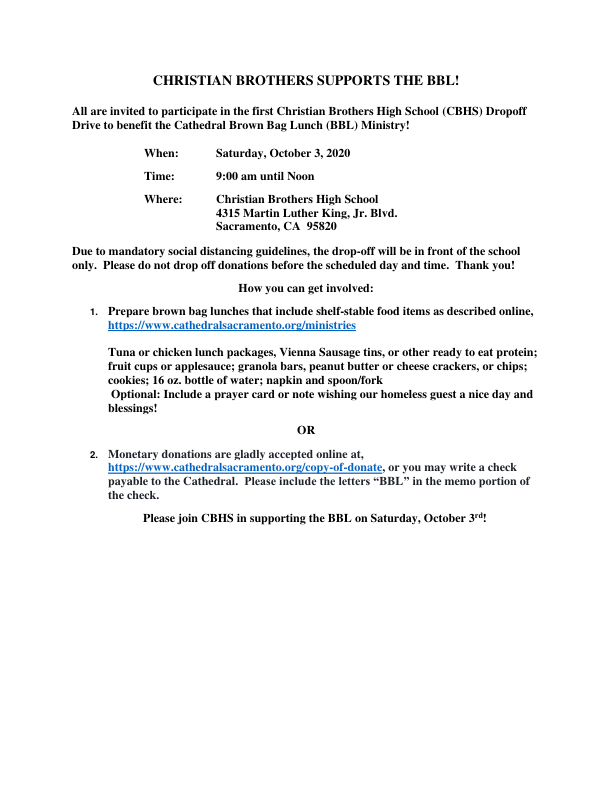 CHRISTIAN BROTHERS SUPPORTS THE BBL!
All are invited to participate in the first Christian Brothers High School (CBHS) Dropoff
Drive to benefit the Cathedral Brown Bag Lunch (BBL) Ministry!
When: Saturday, October 3, 2020
Time: 9:00 am until Noon
Where: Christian Brothers High School
4315 Martin Luther King, Jr. Blvd.
Sacramento, CA 95820
Due to mandatory social distancing guidelines, the drop-off will be in front of the school
only. Please do not drop off donations before the scheduled day and time. Thank you!
How you can get involved:
1. Prepare brown bag lunches that include shelf-stable food items as described online,
https://www.cathedralsacramento.org/ministries
Tuna or chicken lunch packages, Vienna Sausage tins, or other ready to eat protein;
fruit cups or applesauce; granola bars, peanut butter or cheese crackers, or chips;
cookies; 16 oz. bottle of water; napkin and spoon/fork
Optional: Include a prayer card or note wishing our homeless guest a nice day and
blessings!
OR
2. Monetary donations are gladly accepted online at,
https://www.cathedralsacramento.org/copy-of-donate, or you may write a check
payable to the Cathedral. Please include the letters “BBL” in the memo portion of
the check.
Please join CBHS in supporting the BBL on Saturday, October 3rd!